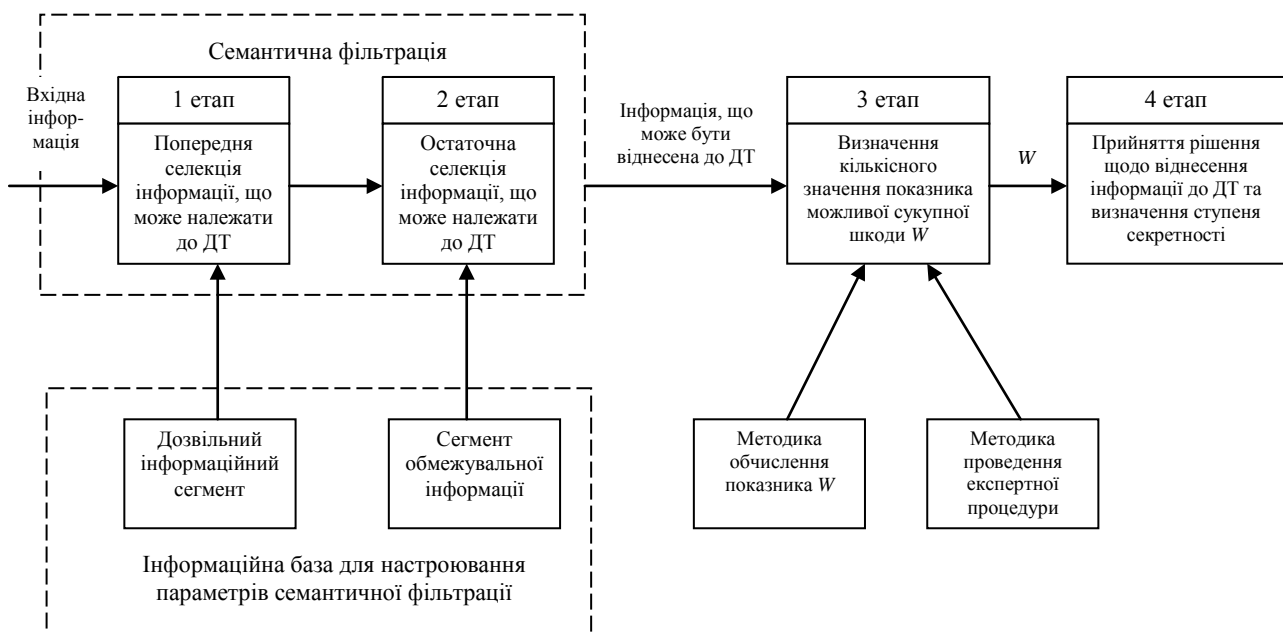 Семантична фільтрація
Вхідна
інфор-
мація
1 етап
Попередня
селекція
інформації, що
може належати
до ДТ
2 етап
Остаточна
селекція
інформації, що
може належати
до ДТ
Інформація, що
може бути
віднесена до ДТ
3 етап
Визначення
кількісного
значення показника
можливої сукупної
шкоди W
W
4 етап
Прийняття рішення
щодо віднесення
інформації до ДТ та
визначення ступеня
секретності
Дозвільний
інформаційний
сегмент
Сегмент
обмежувальної
інформації
Методика
обчислення
показника W
Методика
проведення
експертної
процедури
Інформаційна база для настроювання
параметрів семантичної фільтрації